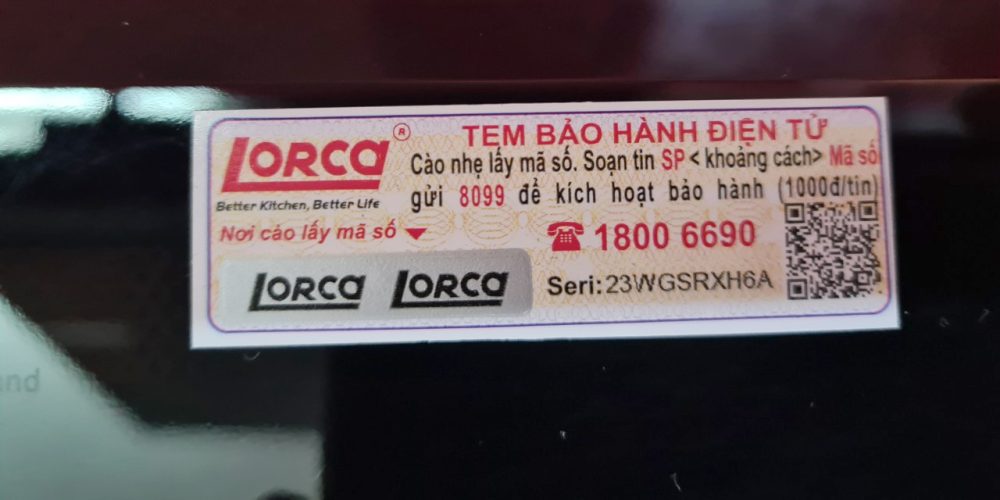 LORCA ® TEM BẢO HÀNH ĐIỆN TỬ
Cào nhẹ lấy mã số. Soạn tin SP < khoảng cách> Mã số
Better Kitchen, Better Life
gửi 8099 để kích hoạt bảo hành (1000đ/tin)
Nơi cào lấy mã số
1800 6690
LORCA LORCA
Seri: 23WGSRXH6A
and